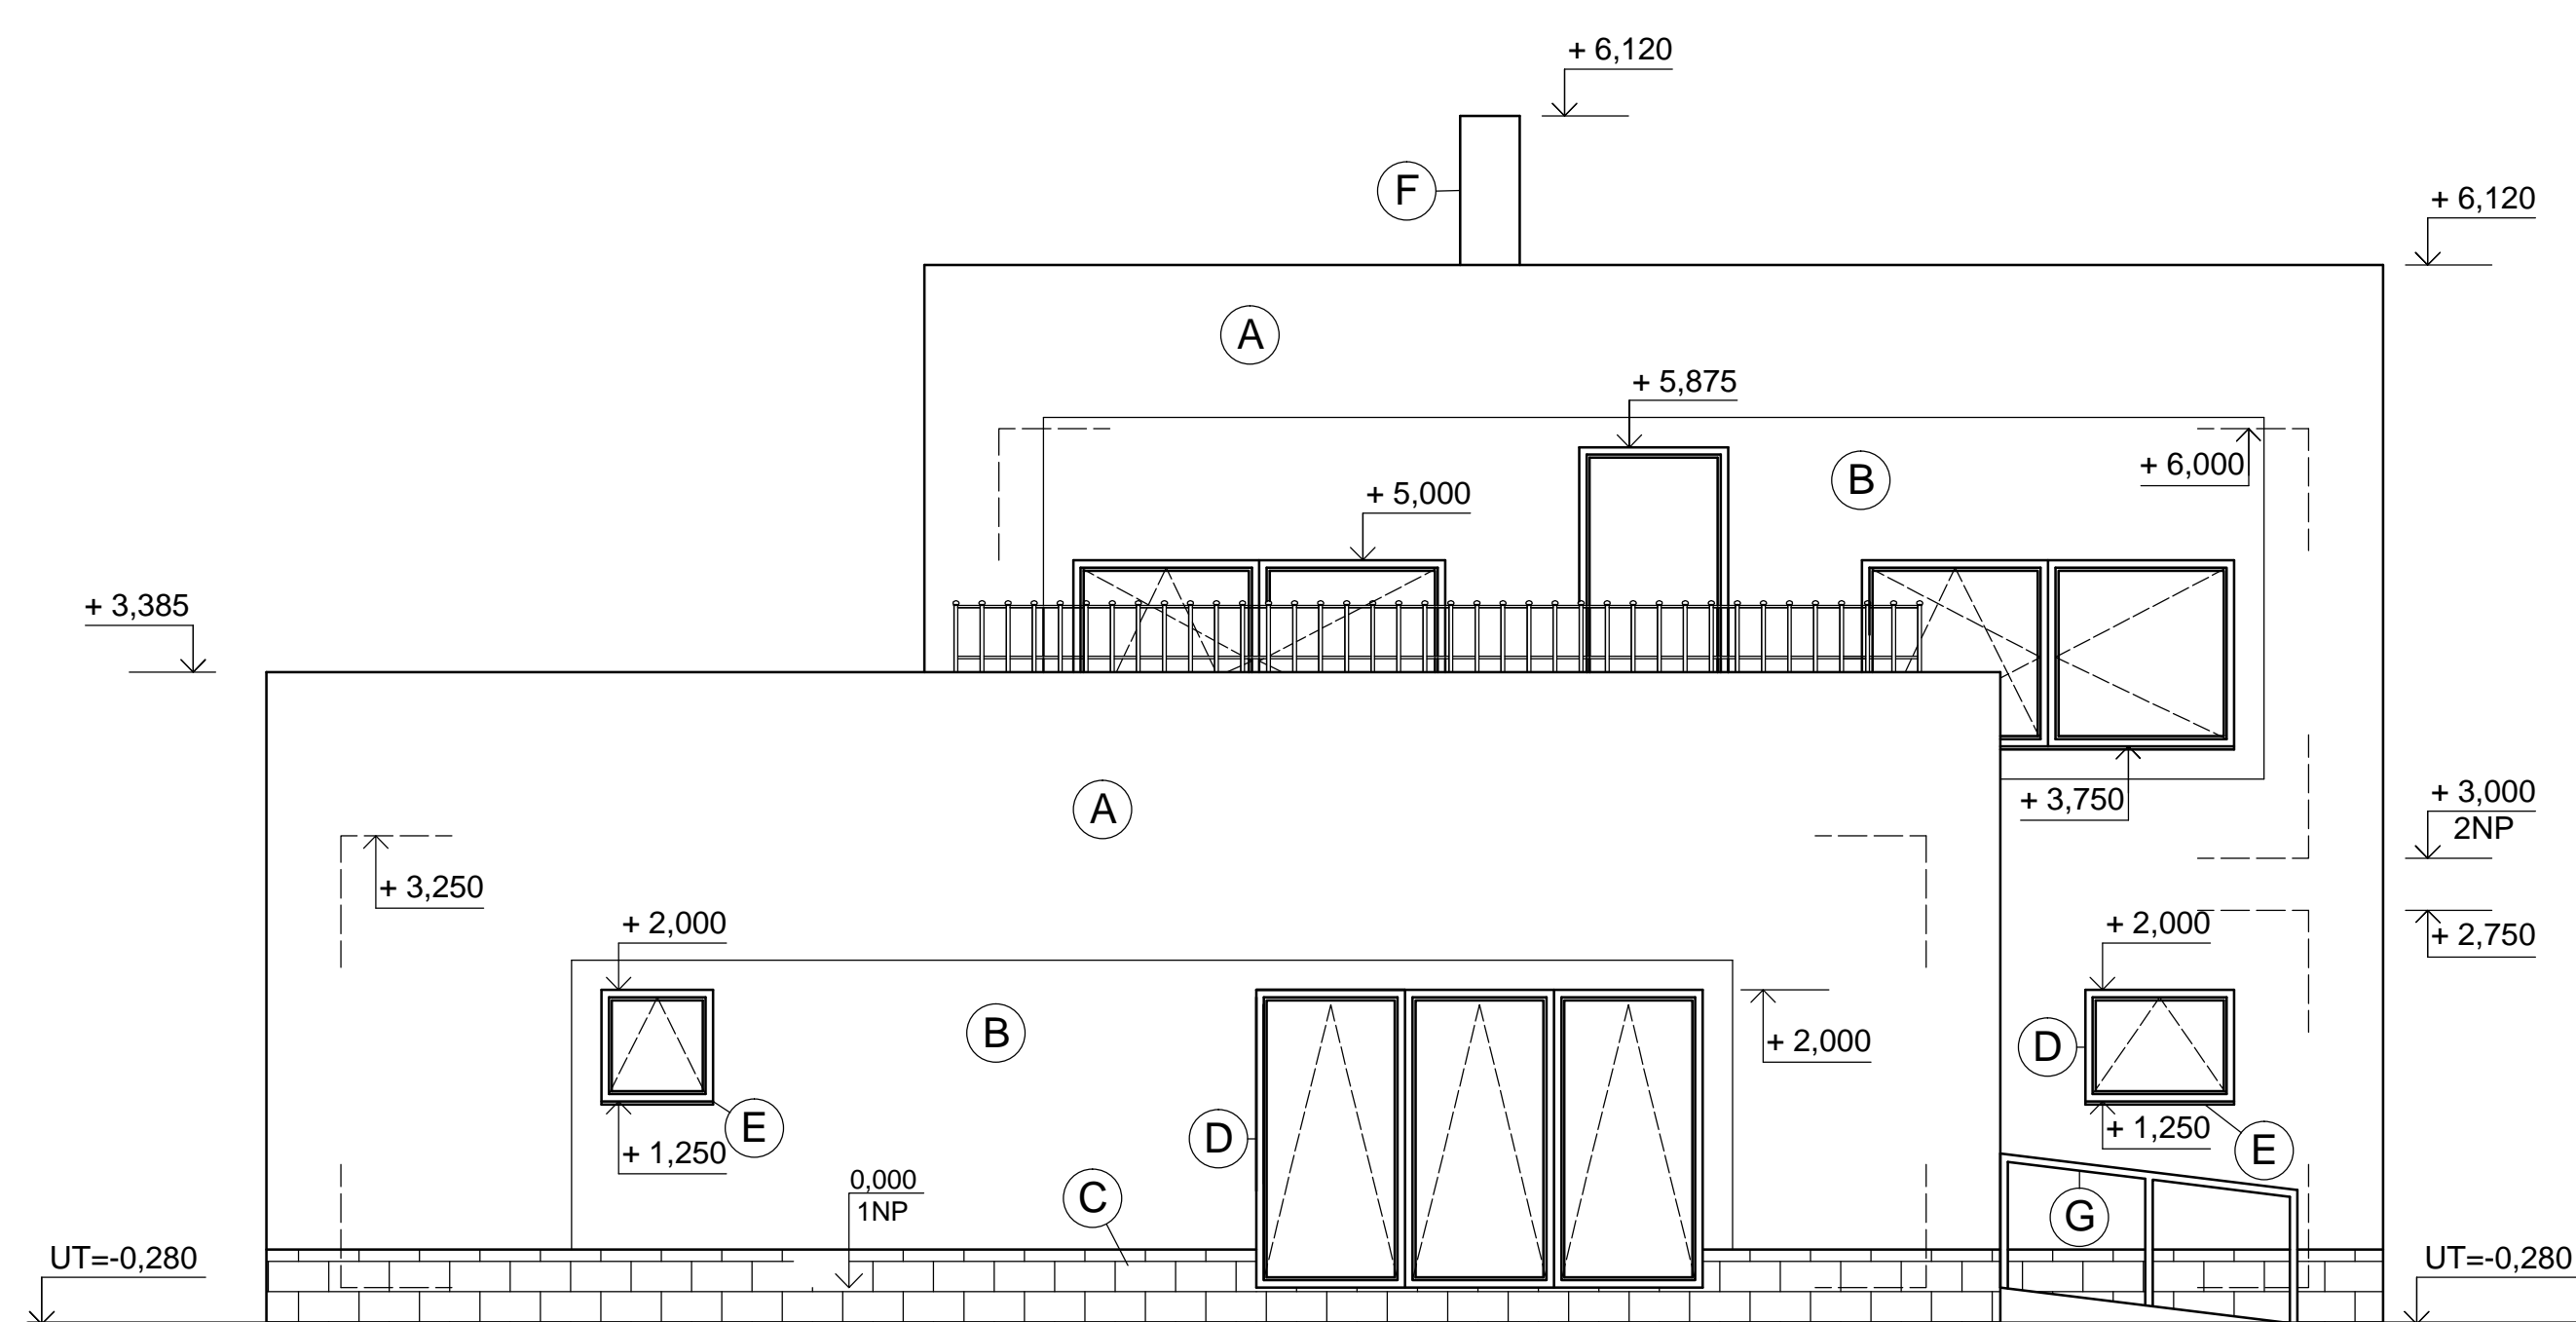 + 6,120
F
+ 6,120
A
+ 5,875
B
+ 6,000
+ 5,000
+ 3,385
+ 3,750
+ 3,000
2NP
A
+ 3,250
+ 2,000
+ 2,000
+ 2,750
B
+ 2,000
D
E
+ 1,250
D
+ 1,250
E
0,000
1NP
C
G
UT=-0,280
UT=-0,280